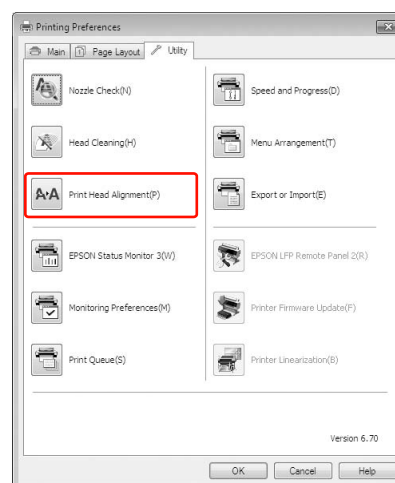 Printing Preferences
Main Page Layout Utility
Nozzle Check(N)
Speed and Progress(D)
Head Cleaning(H)
Menu Arrangement(T)
A▸A Print Head Alignment(P)
Export or Import(E)
EPSON Status Monitor 3(W)
EPSON LFP Remote Panel 2(R)
Monitoring Preferences(M)
Printer Firmware Update(F)
Print Queue(S)
Printer Linearization(B)
Version 6.70
OK Cancel Help